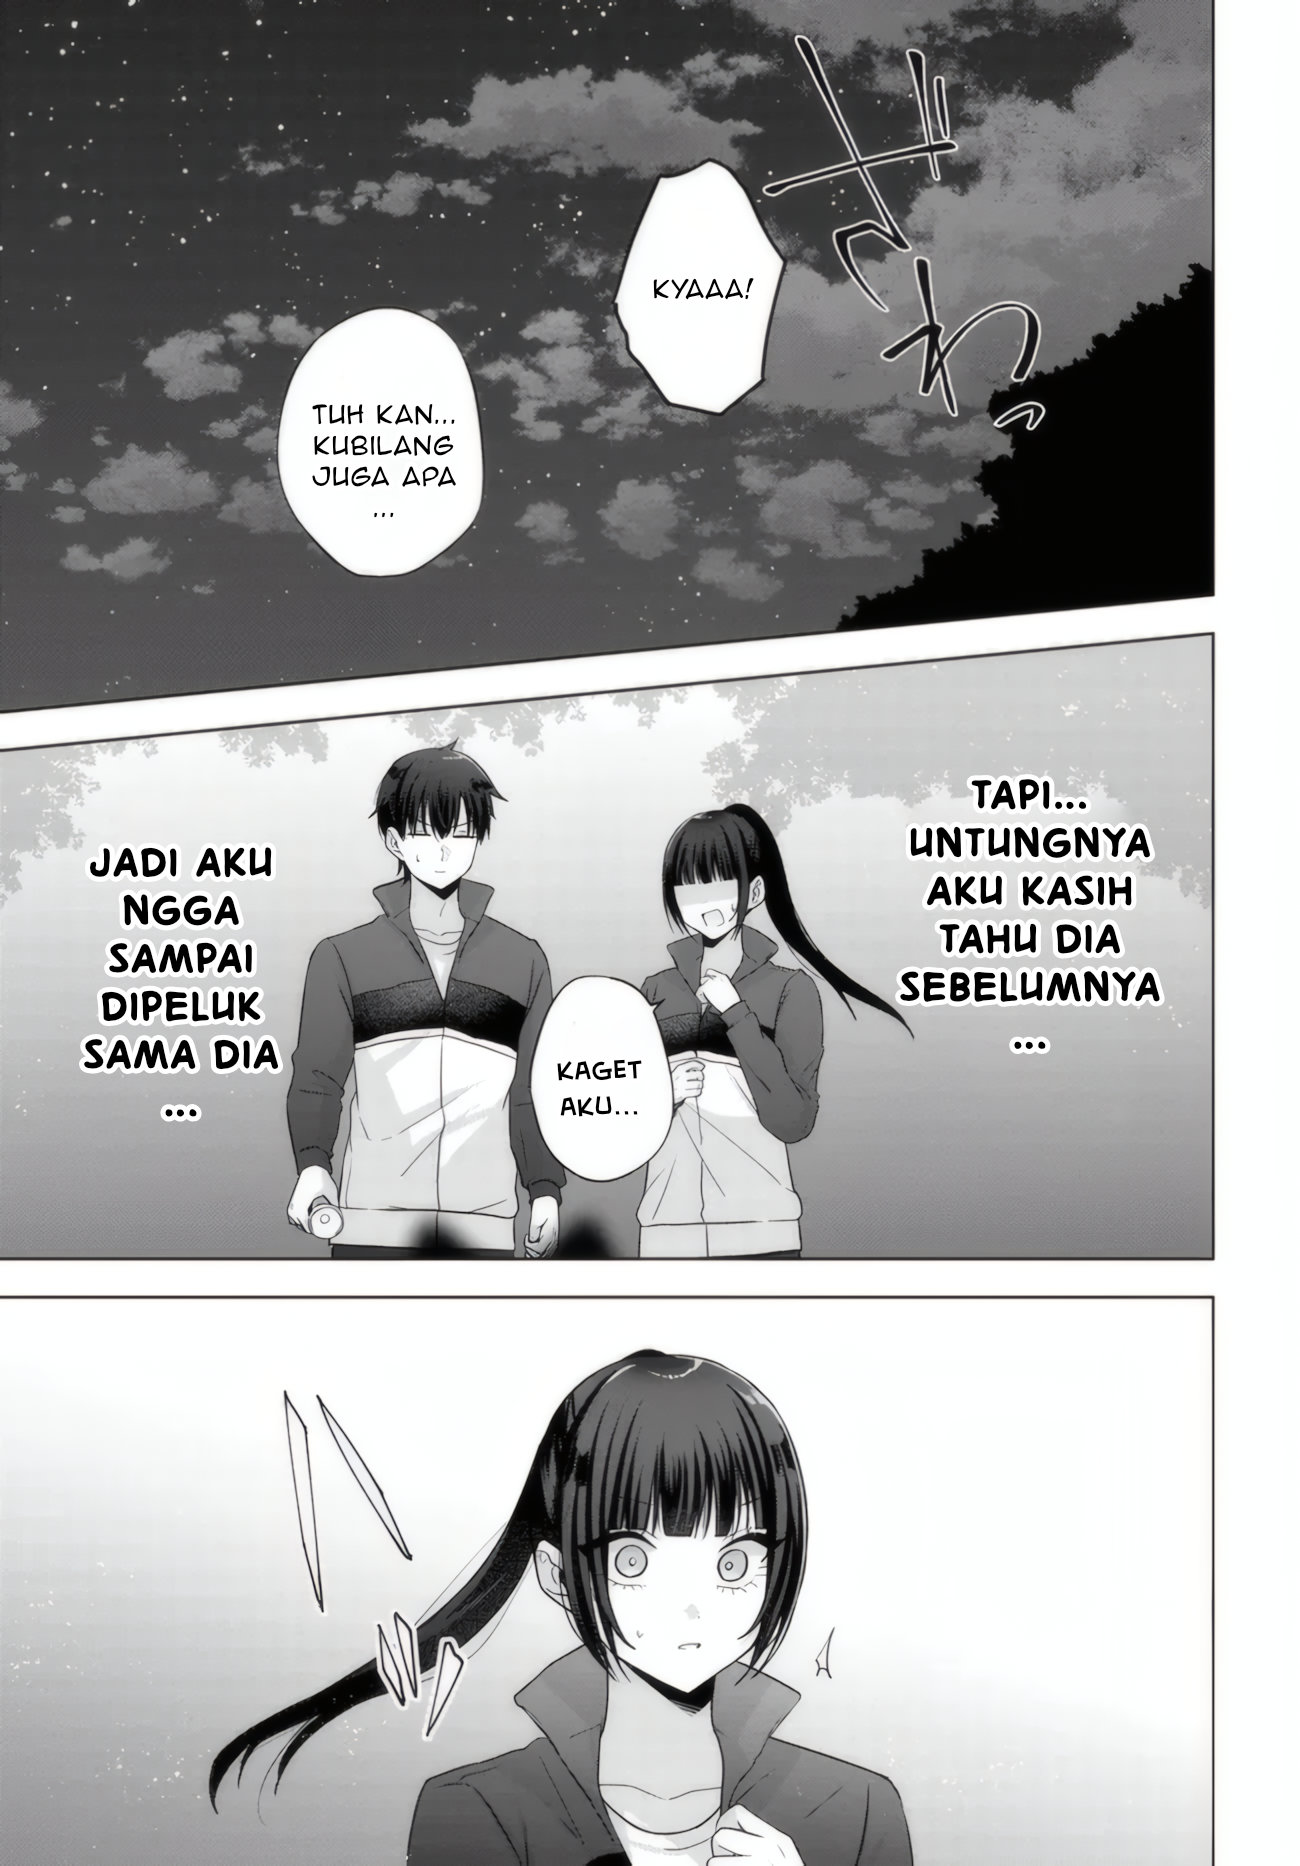 ざわっ
KYAAA!
TUH KAN...
KUBILANG
JUGA APA
...
TAPI...
UNTUNGNYA
AKU KASIH
TAHU DIA
SEBELUMNYA
...
KAGET
AKU...
JADI AKU
NGGA
SAMPAI
DIPELUK
SAMA DIA
...